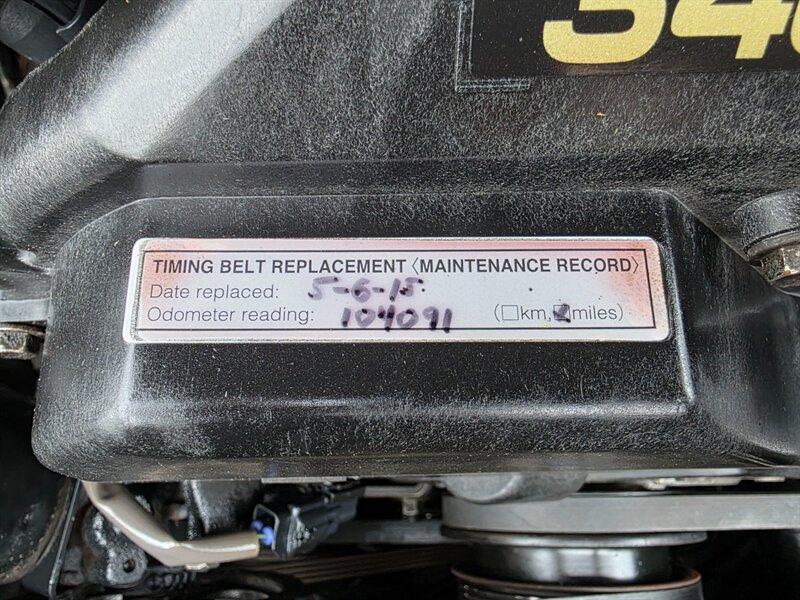 TIMING BELT REPLACEMENT〈MAINTENANCE RECORD〉
Date replaced: 5-6-15
Odometer reading: 104091 (□km,☑miles)